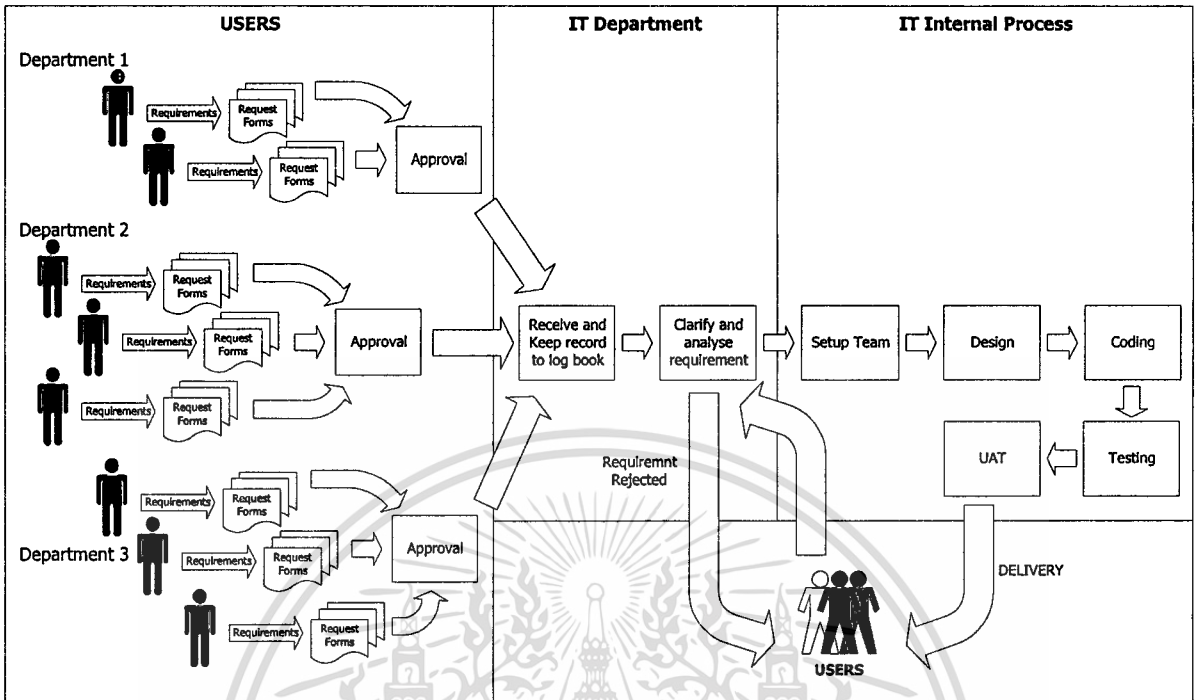 USERS
IT Department
IT Internal Process
Department 1
Requirements
Request
Forms
Requirements
Request
Forms
Approval
Department 2
Requirements
Request
Forms
Requirements
Request
Forms
Requirements
Request
Forms
Approval
Department 3
Requirements
Request
Forms
Requirements
Request
Forms
Requirements
Request
Forms
Approval
Receive and
Keep record
to log book
Clarify and
analyse
requirement
Setup Team
Design
Coding
Testing
UAT
Requiremnt
Rejected
DELIVERY
USERS